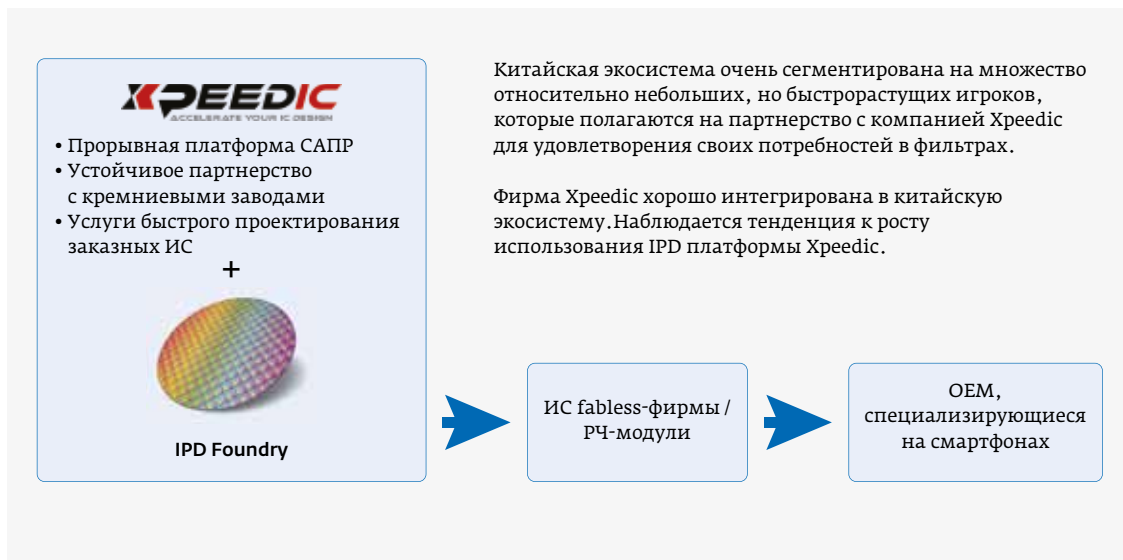 XPEEDIC
ACCELERATE YOUR IC DESIGN
• Прорывная платформа САПР
• Устойчивое партнерство
с кремниевыми заводами
• Услуги быстрого проектирования
заказных ИС
+
IPD Foundry
Китайская экосистема очень сегментирована на множество
относительно небольших, но быстрорастущих игроков,
которые полагаются на партнерство с компанией Xpeedic
для удовлетворения своих потребностей в фильтрах.
Фирма Xpeedic хорошо интегрирована в китайскую
экосистему.Наблюдается тенденция к росту
использования IPD платформы Xpeedic.
ИС fabless-фирмы /
РЧ-модули
OEM,
специализирующиеся
на смартфонах